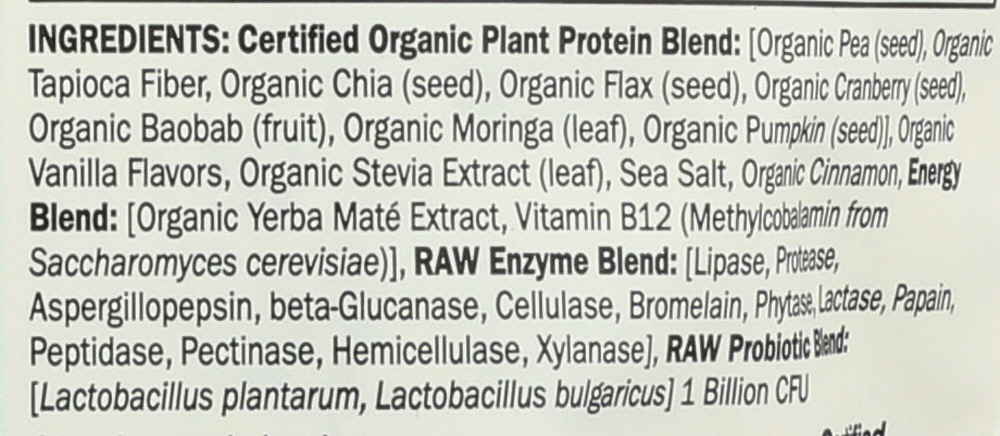 INGREDIENTS: Certified Organic Plant Protein Blend: [Organic Pea (seed), Organic
Tapioca Fiber, Organic Chia (seed), Organic Flax (seed), Organic Cranberry (seed),
Organic Baobab (fruit), Organic Moringa (leaf), Organic Pumpkin (seed)], Organic
Vanilla Flavors, Organic Stevia Extract (leaf), Sea Salt, Organic Cinnamon, Energy
Blend: [Organic Yerba Maté Extract, Vitamin B12 (Methylcobalamin from
Saccharomyces cerevisiae)], RAW Enzyme Blend: [Lipase, Protease,
Aspergillopepsin, beta-Glucanase, Cellulase, Bromelain, Phytase, Lactase, Papain,
Peptidase, Pectinase, Hemicellulase, Xylanase], RAW Probiotic Blend:
[Lactobacillus plantarum, Lactobacillus bulgaricus] 1 Billion CFU